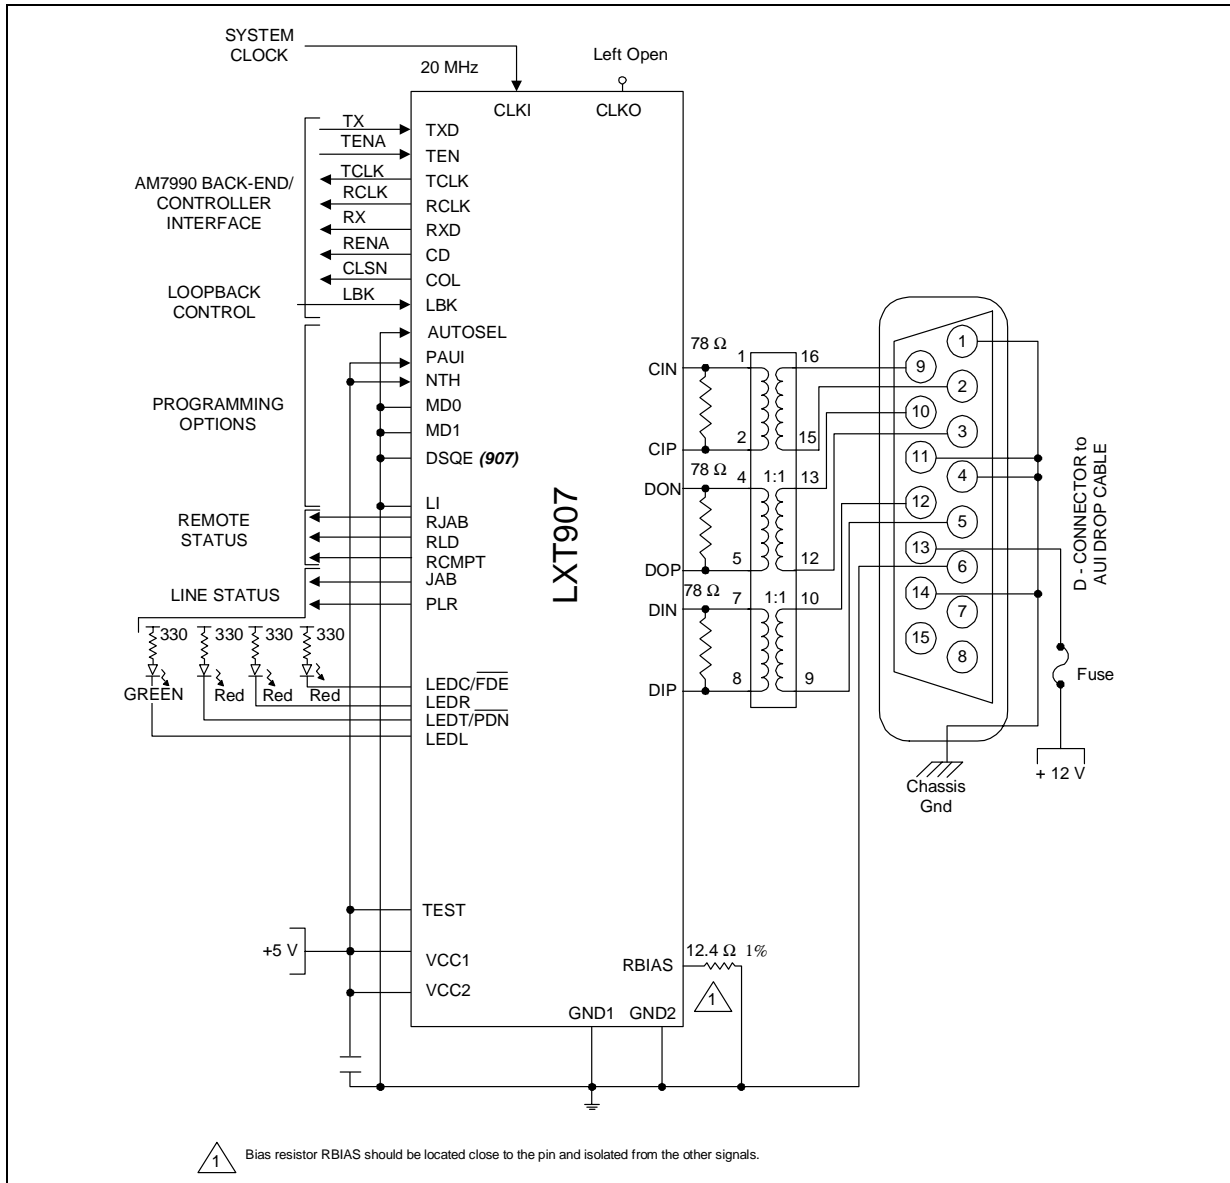 SYSTEM
CLOCK
20 MHz
Left Open
CLKI
CLKO
AM7990 BACK-END/
CONTROLLER
INTERFACE
TX
TXD
TENA
TEN
TCLK
TCLK
RCLK
RCLK
RX
RXD
RENA
CD
CLSN
COL
LOOPBACK
CONTROL
LBK
LBK
PROGRAMMING
OPTIONS
AUTOSEL
PAUI
NTH
MD0
MD1
DSQE (907)
LI
REMOTE
STATUS
RJAB
RLD
RCMPT
LINE STATUS
JAB
PLR
330
330
330
330
GREEN
Red
Red
Red
LEDC/FDE
LEDR
LEDT/PDN
LEDL
LXT907
TEST
+5 V
VCC1
VCC2
GND1
GND2
RBIAS
12.4 Ω 1%
1
CIN
78 Ω
1
16
CIP
2
15
DON
78 Ω
4
1:1
13
DOP
5
12
DIN
78 Ω
7
1:1
10
DIP
8
9
1
9
2
10
3
11
4
12
5
13
6
14
7
15
8
D - CONNECTOR to
AUI DROP CABLE
Fuse
+ 12 V
Chassis
Gnd
1
Bias resistor RBIAS should be located close to the pin and isolated from the other signals.